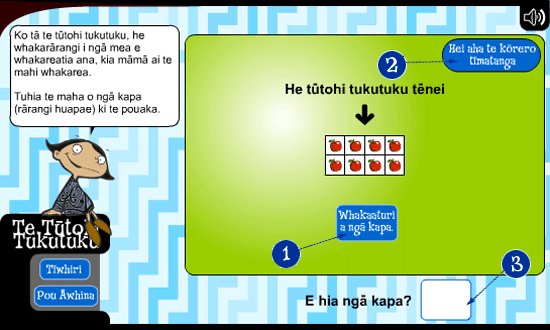 Ko tā te tūtohi tukutuku, he
whakarārangi i ngā mea e
whakareatia ana, kia māmā ai te
mahi whakarea.
Tuhia te maha o ngā kapa
(rārangi huapae) ki te pouaka.
Hei aha te kōrero
tīmatanga
2
He tūtohi tukutuku tēnei
Whakaaturi
a ngā kapa.
1
Te Tūto
Tukutuku
Tīwhiri
Pou Āwhina
3
E hia ngā kapa?